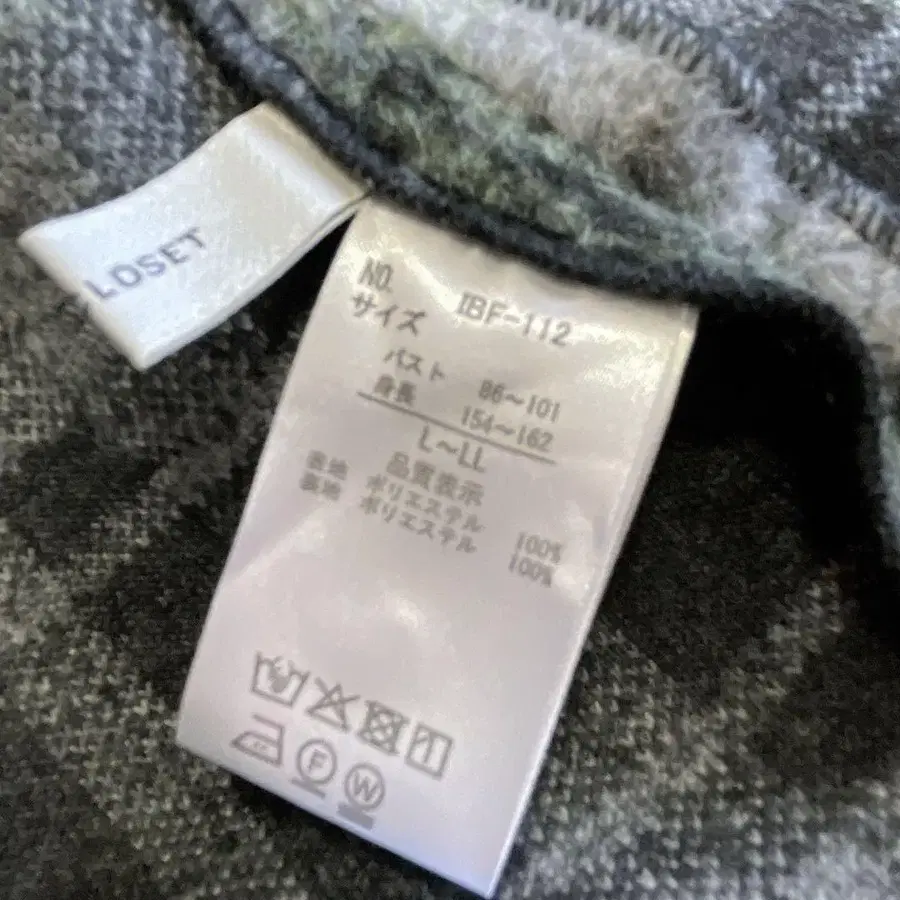 LOSET
NO. IBF-112
サイズ
バスト 86〜101
身長 154〜162
L〜LL
品質表示
表地 ポリエステル 100%
裏地 ポリエステル 100%
F
W